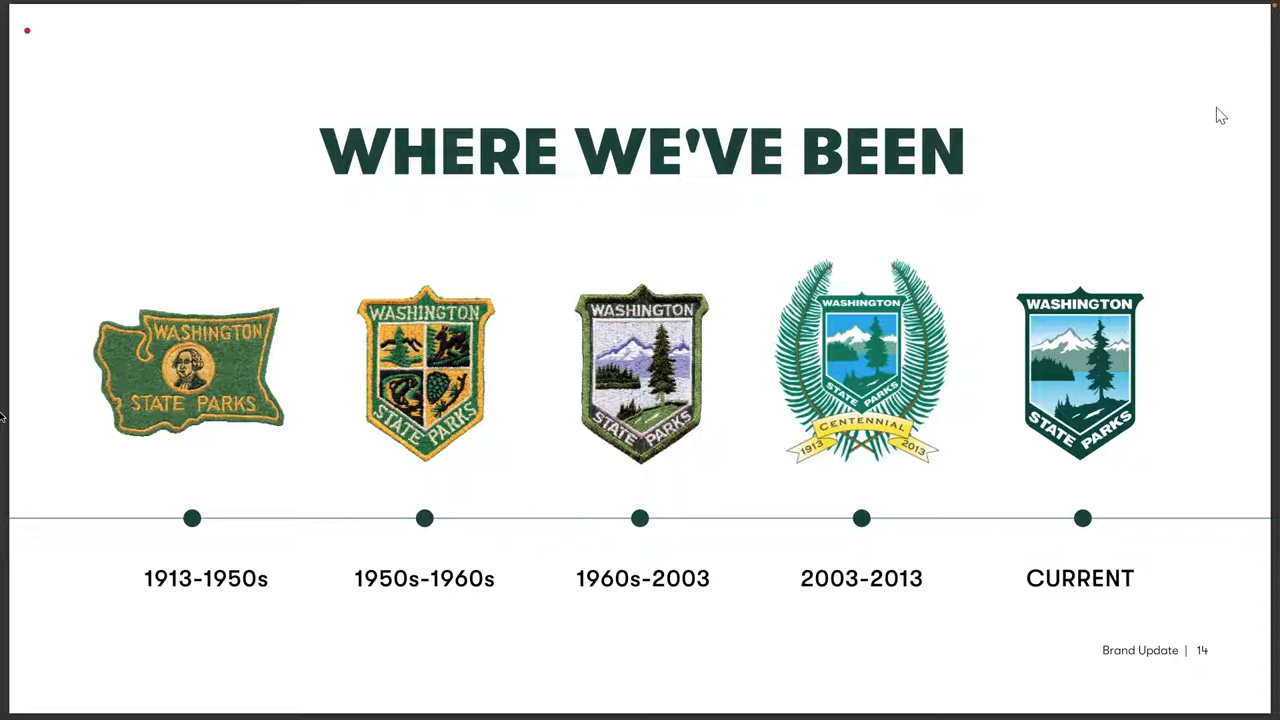 WHERE WE'VE BEEN
WASHINGTON
STATE PARKS
WASHINGTON
STATE PARKS
WASHINGTON
STATE PARKS
WASHINGTON
STATE PARKS
CENTENNIAL
1913 2013
WASHINGTON
STATE PARKS
1913-1950s
1950s-1960s
1960s-2003
2003-2013
CURRENT
Brand Update | 14